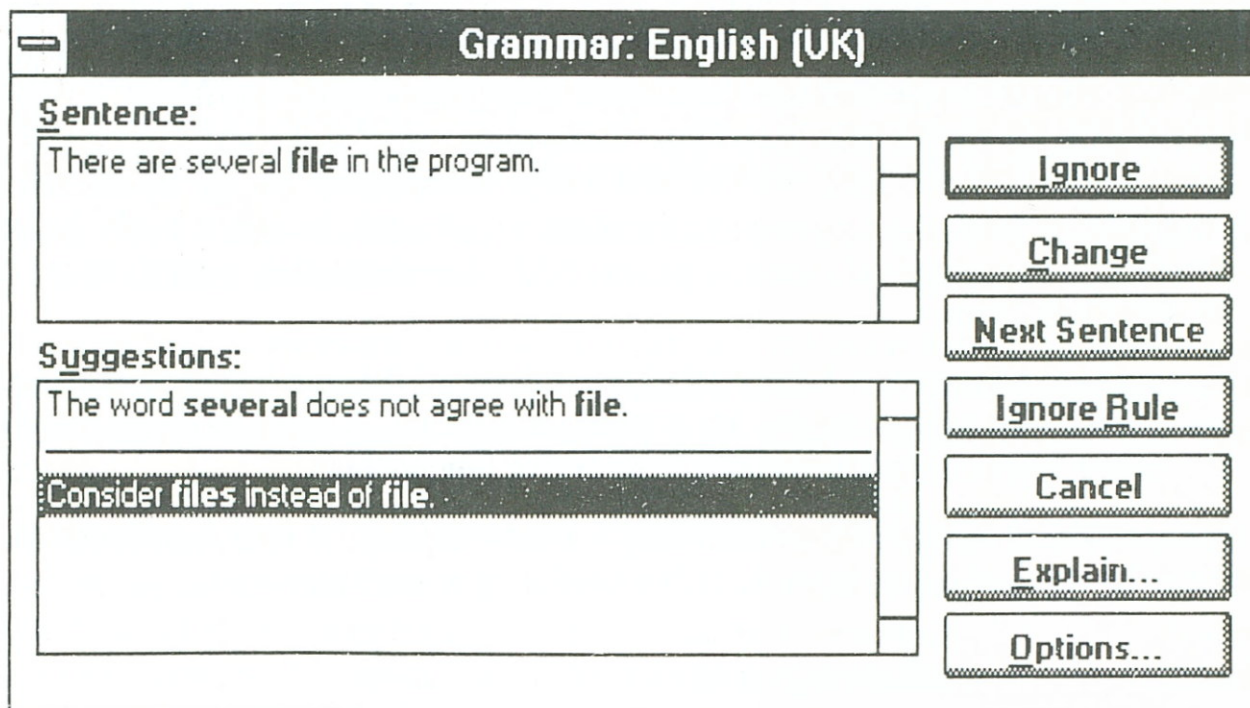 Grammar: English (UK)
Sentence:
There are several file in the program.
Ignore
Change
Next Sentence
Suggestions:
The word several does not agree with file.
Consider files instead of file.
Ignore Rule
Cancel
Explain...
Options...